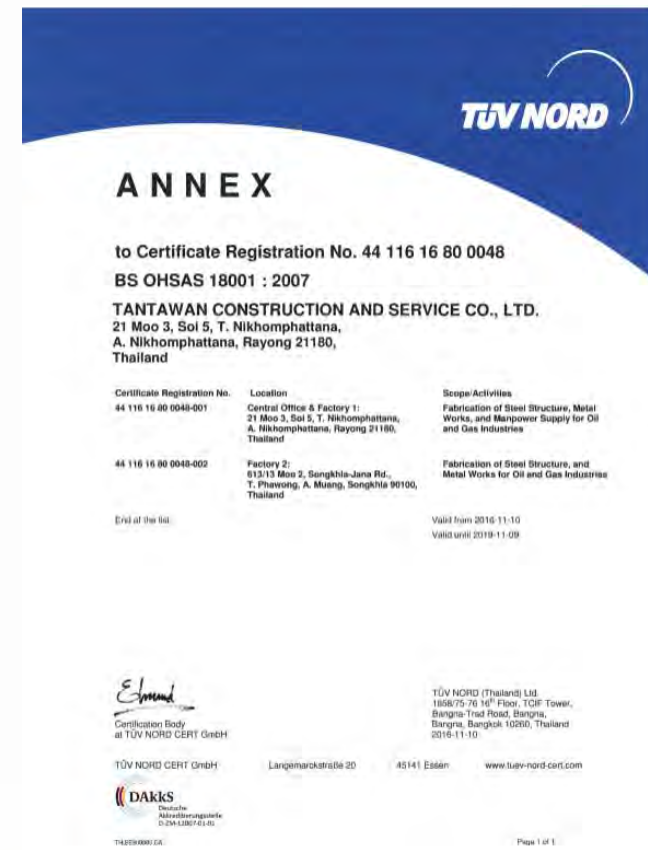 TÜV NORD
ANNEX
to Certificate Registration No. 44 116 16 80 0048
BS OHSAS 18001 : 2007
TANTAWAN CONSTRUCTION AND SERVICE CO., LTD.
21 Moo 3, Soi 5, T. Nikhomphattana,
A. Nikhomphattana, Rayong 21180,
Thailand
Certificate Registration No. Location Scope/Activities
44 116 16 80 0048-001 Central Office & Factory 1: Fabrication of Steel Structure, Metal
21 Moo 3, Soi 5, T. Nikhomphattana, Works, and Manpower Supply for Oil
A. Nikhomphattana, Rayong 21180, and Gas Industries
Thailand
44 116 16 80 0048-002 Factory 2: Fabrication of Steel Structure, and
613/13 Moo 2, Songkhla-Jana Rd., Metal Works for Oil and Gas Industries
T. Phawong, A. Muang, Songkhla 90100,
Thailand
End of the list Valid from 2016-11-10
Valid until 2019-11-09
Edmund
Certification Body
at TÜV NORD CERT GmbH
TÜV NORD (Thailand) Ltd.
1858/75-76 16th Floor, TCIF Tower,
Bangna-Trad Road, Bangna,
Bangna, Bangkok 10260, Thailand
2016-11-10
TÜV NORD CERT GmbH Langemarckstraße 20 45141 Essen www.tuev-nord-cert.com
DAkkS
Deutsche
Akkreditierungsstelle
Page 1 of 1